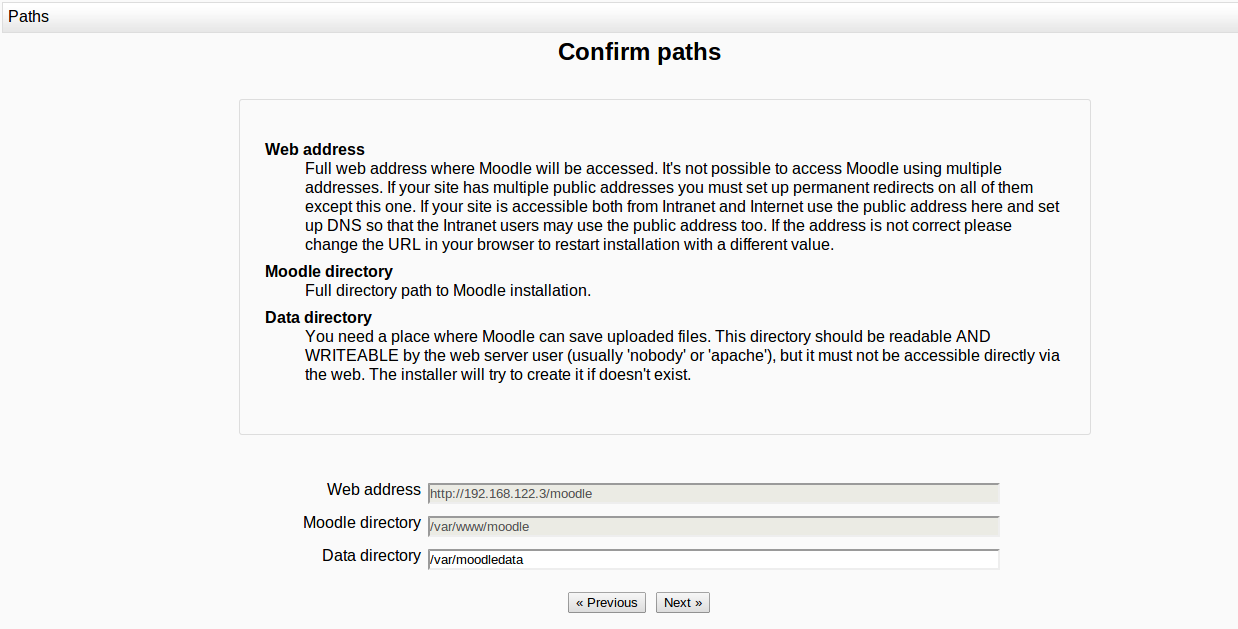 Paths
Confirm paths
Web address
Full web address where Moodle will be accessed. It's not possible to access Moodle using multiple
addresses. If your site has multiple public addresses you must set up permanent redirects on all of them
except this one. If your site is accessible both from Intranet and Internet use the public address here and set
up DNS so that the Intranet users may use the public address too. If the address is not correct please
change the URL in your browser to restart installation with a different value.
Moodle directory
Full directory path to Moodle installation.
Data directory
You need a place where Moodle can save uploaded files. This directory should be readable AND
WRITEABLE by the web server user (usually 'nobody' or 'apache'), but it must not be accessible directly via
the web. The installer will try to create it if doesn't exist.
Web address http://192.168.122.3/moodle
Moodle directory /var/www/moodle
Data directory /var/moodledata
« Previous Next »